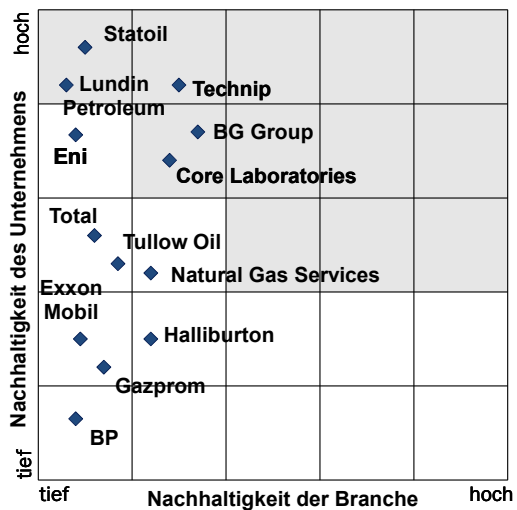 hoch
Statoil
Lundin
Petroleum
Technip
BG Group
Eni
Core Laboratories
Total
Tullow Oil
Natural Gas Services
Exxon
Mobil
Halliburton
Gazprom
BP
Nachhaltigkeit des Unternehmens
tief
tief
Nachhaltigkeit der Branche
hoch